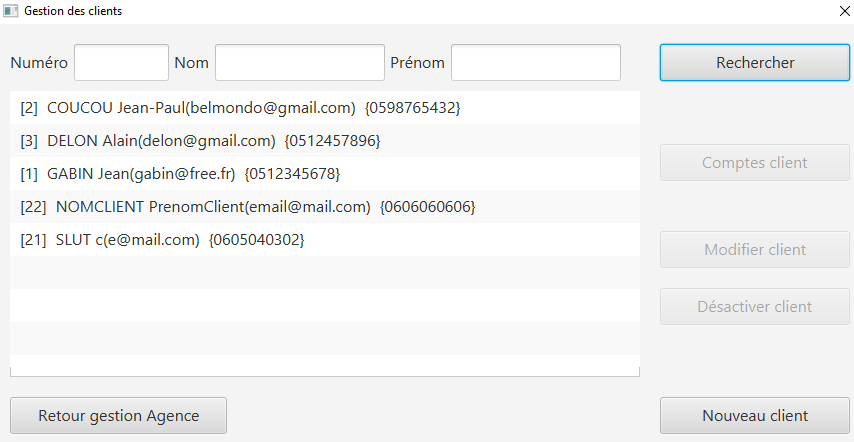 Gestion des clients
Numéro Nom Prénom Rechercher
[2] COUCOU Jean-Paul(belmondo@gmail.com) {0598765432}
[3] DELON Alain(delon@gmail.com) {0512457896}
Comptes client
[1] GABIN Jean(gabin@free.fr) {0512345678}
[22] NOMCLIENT PrenomClient(email@mail.com) {0606060606}
[21] SLUT c(e@mail.com) {0605040302}
Modifier client
Désactiver client
Retour gestion Agence Nouveau client